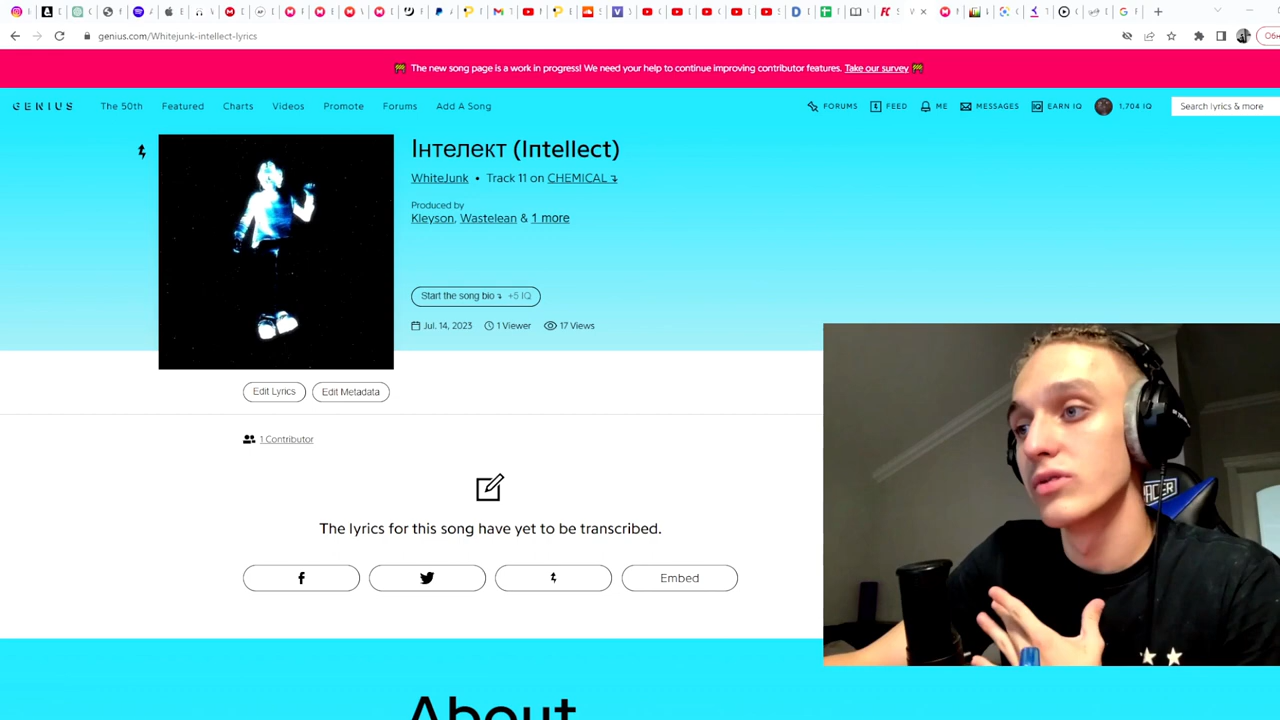 genius.com/Whitejunk-intellect-lyrics
The new song page is a work in progress! We need your help to continue improving contributor features. Take our survey
GENIUS The 50th Featured Charts Videos Promote Forums Add A Song FORUMS FEED ME MESSAGES EARN IQ 1,704 IQ Search lyrics & more
Інтелект (Intellect)
WhiteJunk • Track 11 on CHEMICAL
Produced by
Kleyson, Wastelean & 1 more
Start the song bio +5 IQ
Jul. 14, 2023 1 Viewer 17 Views
Edit Lyrics Edit Metadata
1 Contributor
The lyrics for this song have yet to be transcribed.
Embed
About